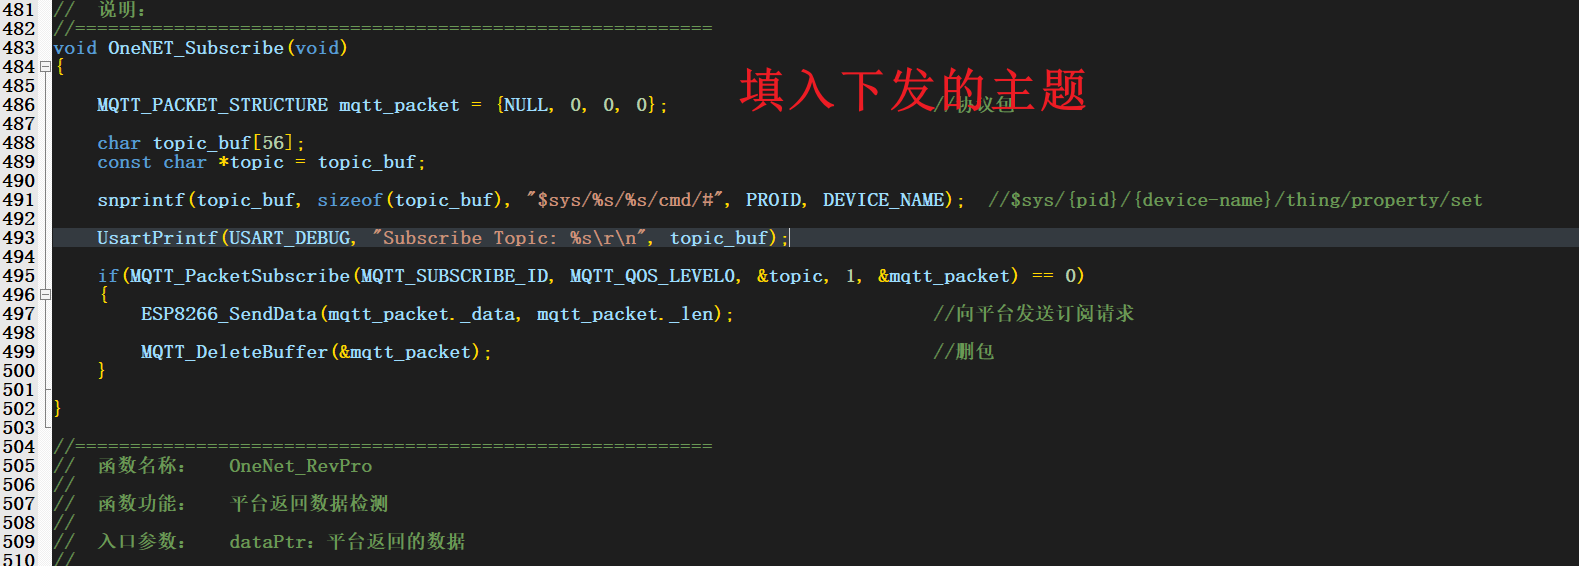 481 //  说明:
482 //==========================================================
483 void OneNET_Subscribe(void)
484 {
485
填入下发的主题
486     MQTT_PACKET_STRUCTURE mqtt_packet = {NULL, 0, 0, 0};                        //协议包
487
488     char topic_buf[56];
489     const char *topic = topic_buf;
490
491     snprintf(topic_buf, sizeof(topic_buf), "$sys/%s/%s/cmd/#", PROID, DEVICE_NAME);  //$sys/{pid}/{device-name}/thing/property/set
492
493     UsartPrintf(USART_DEBUG, "Subscribe Topic: %s\r\n", topic_buf);
494
495     if(MQTT_PacketSubscribe(MQTT_SUBSCRIBE_ID, MQTT_QOS_LEVEL0, &topic, 1, &mqtt_packet) == 0)
496     {
497         ESP8266_SendData(mqtt_packet._data, mqtt_packet._len);                  //向平台发送订阅请求
498
499         MQTT_DeleteBuffer(&mqtt_packet);                                        //删包
500     }
501
502 }
503
504 //==========================================================
505 //  函数名称:   OneNet_RevPro
506 //
507 //  函数功能:   平台返回数据检测
508 //
509 //  入口参数:   dataPtr：平台返回的数据
510 //